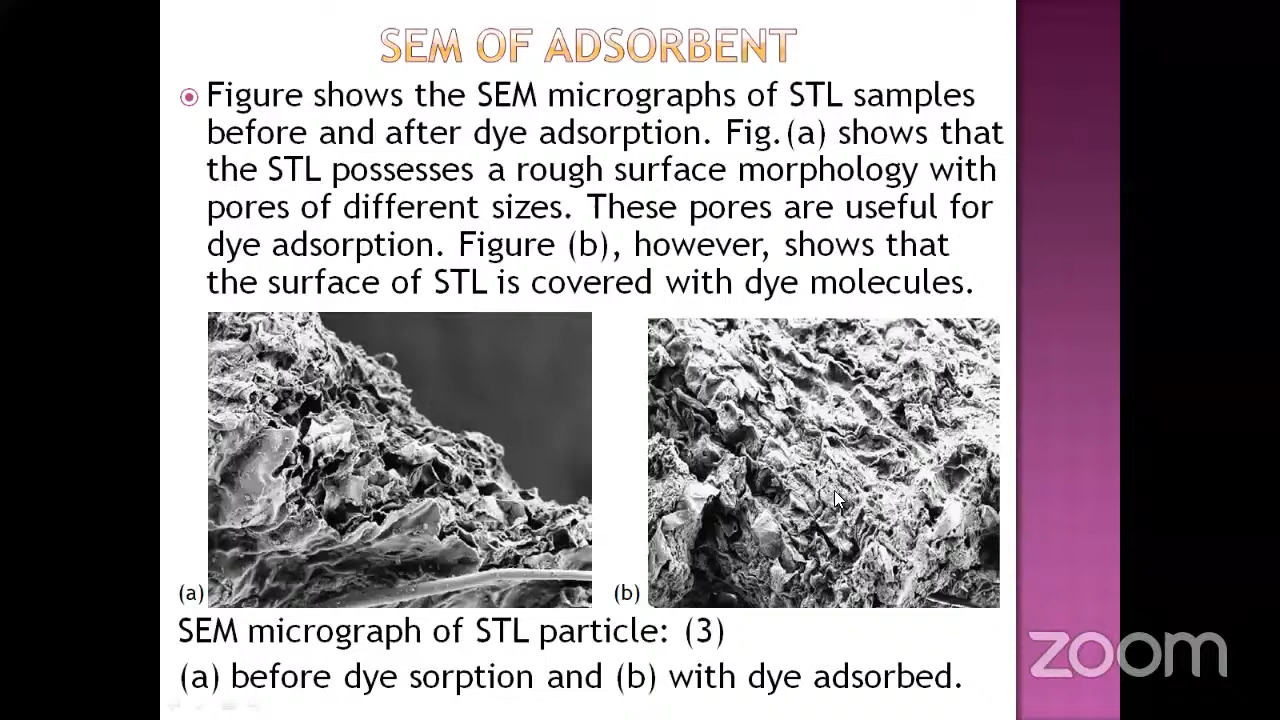 SEM OF ADSORBENT
Figure shows the SEM micrographs of STL samples
before and after dye adsorption. Fig.(a) shows that
the STL possesses a rough surface morphology with
pores of different sizes. These pores are useful for
dye adsorption. Figure (b), however, shows that
the surface of STL is covered with dye molecules.
(a)
(b)
SEM micrograph of STL particle: (3)
(a) before dye sorption and (b) with dye adsorbed.
zoom